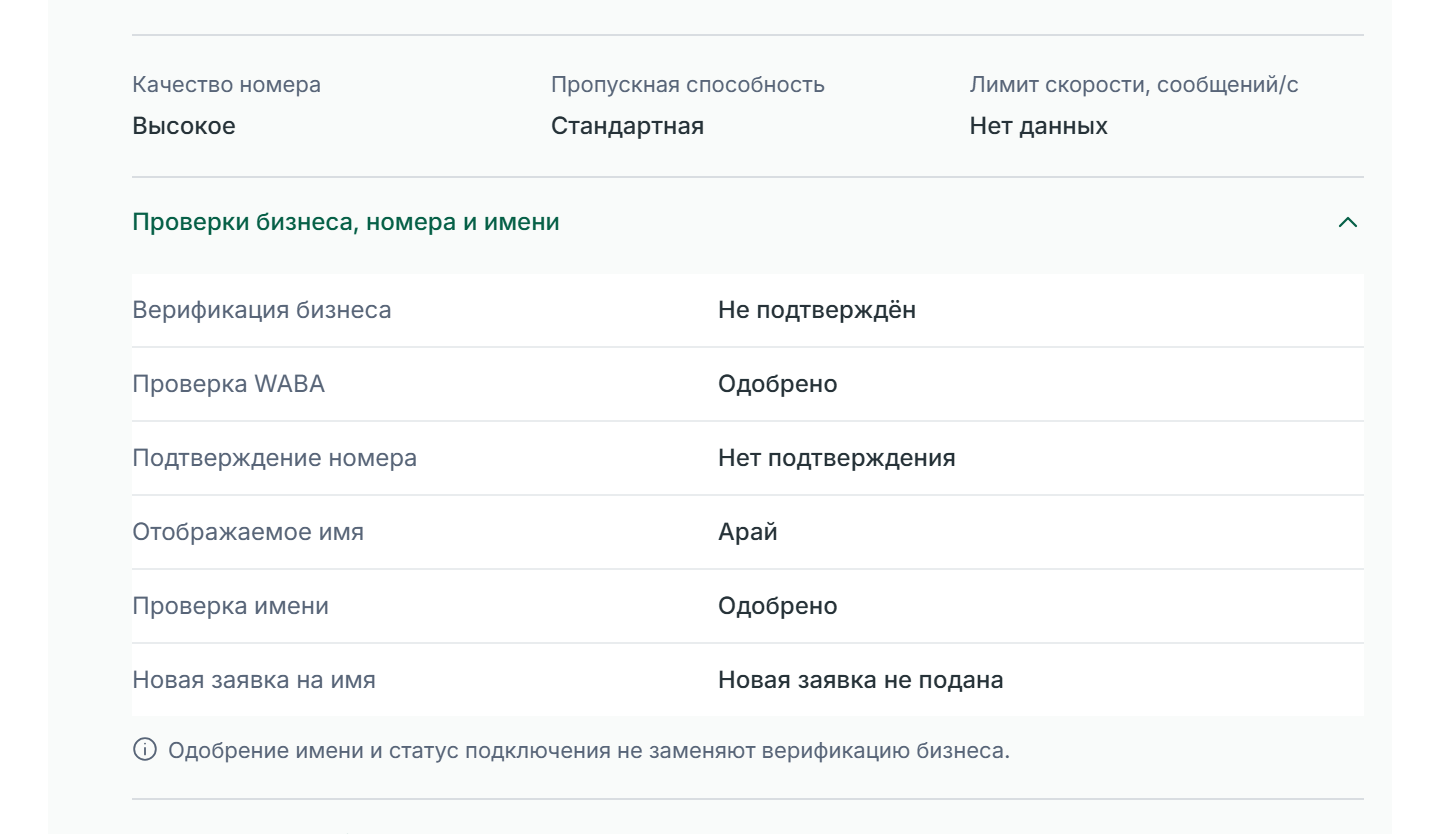 Качество номера Пропускная способность Лимит скорости, сообщений/с
Высокое Стандартная Нет данных
Проверки бизнеса, номера и имени
Верификация бизнеса Не подтверждён
Проверка WABA Одобрено
Подтверждение номера Нет подтверждения
Отображаемое имя Арай
Проверка имени Одобрено
Новая заявка на имя Новая заявка не подана
Одобрение имени и статус подключения не заменяют верификацию бизнеса.